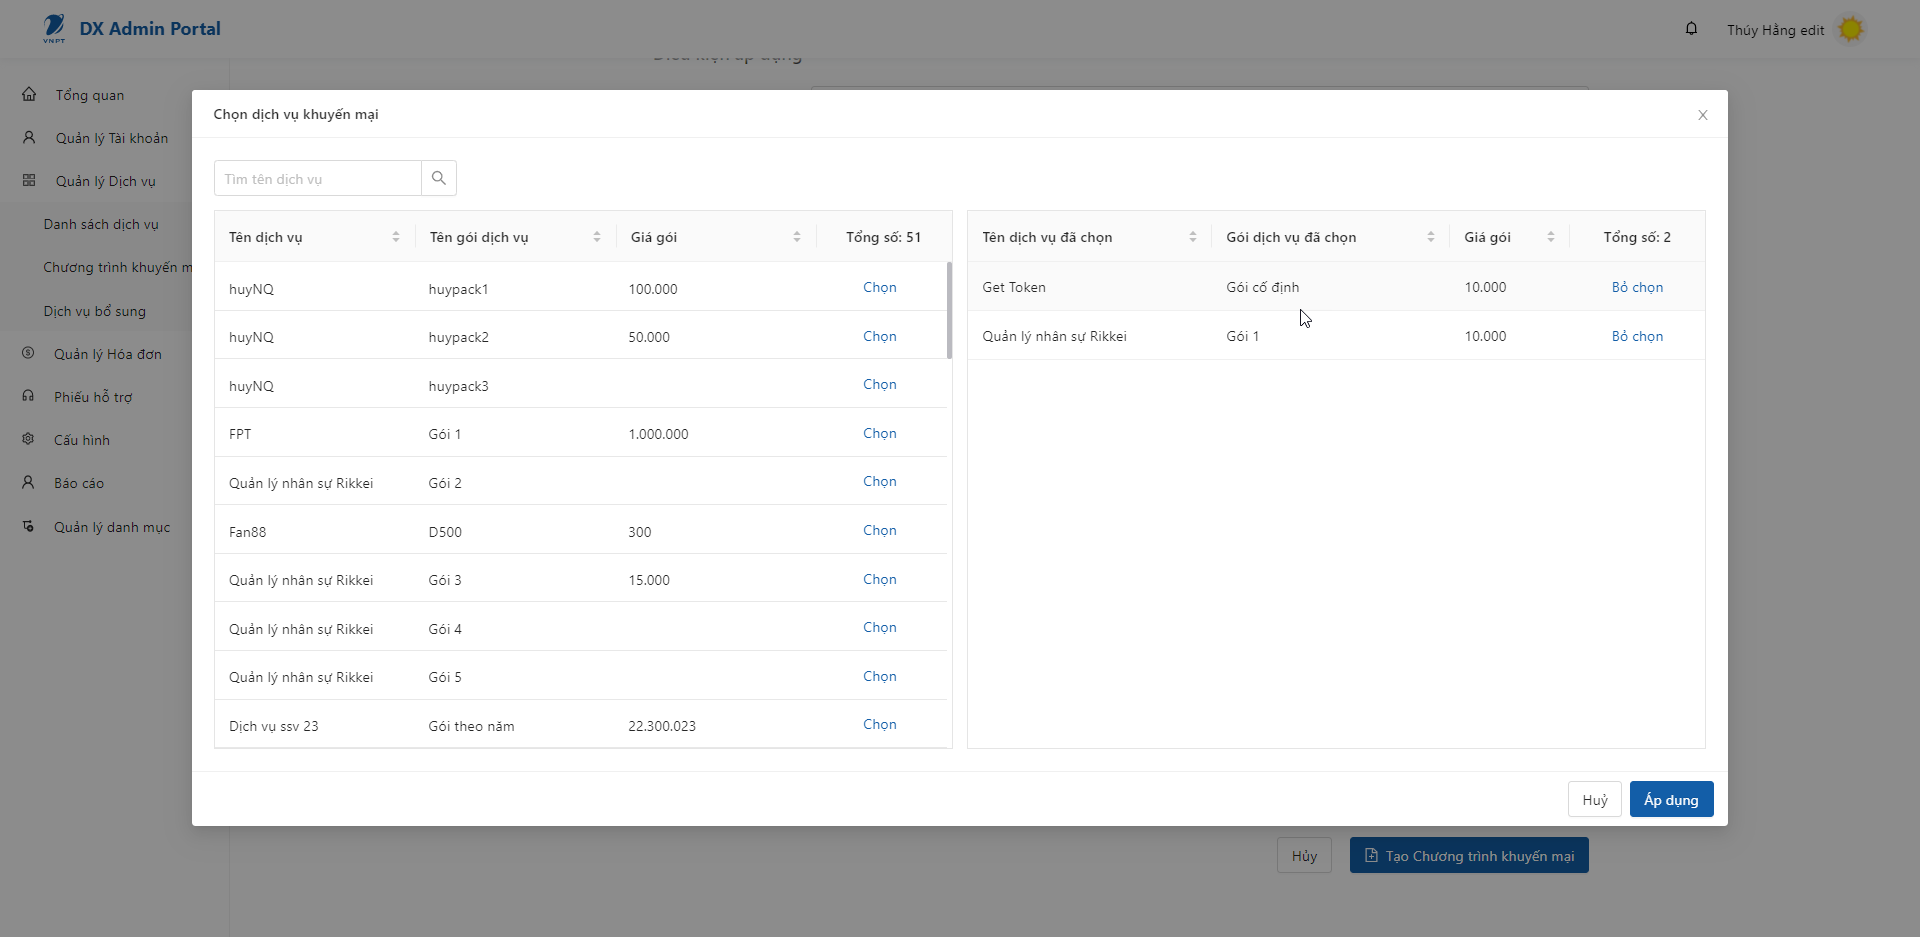 VNPT
DX Admin Portal
Thúy Hằng edit
Tổng quan
Quản lý Tài khoản
Quản lý Dịch vụ
Danh sách dịch vụ
Chương trình khuyến m
Dịch vụ bổ sung
Quản lý Hóa đơn
Phiếu hỗ trợ
Cấu hình
Báo cáo
Quản lý danh mục
Điều kiện áp dụng
Chọn dịch vụ khuyến mại
Tìm tên dịch vụ
Tên dịch vụ Tên gói dịch vụ Giá gói Tổng số: 51
huyNQ huypack1 100.000 Chọn
huyNQ huypack2 50.000 Chọn
huyNQ huypack3 Chọn
FPT Gói 1 1.000.000 Chọn
Quản lý nhân sự Rikkei Gói 2 Chọn
Fan88 D500 300 Chọn
Quản lý nhân sự Rikkei Gói 3 15.000 Chọn
Quản lý nhân sự Rikkei Gói 4 Chọn
Quản lý nhân sự Rikkei Gói 5 Chọn
Dịch vụ ssv 23 Gói theo năm 22.300.023 Chọn
Tên dịch vụ đã chọn Gói dịch vụ đã chọn Giá gói Tổng số: 2
Get Token Gói cố định 10.000 Bỏ chọn
Quản lý nhân sự Rikkei Gói 1 10.000 Bỏ chọn
Huỷ Áp dụng
Hủy Tạo Chương trình khuyến mại